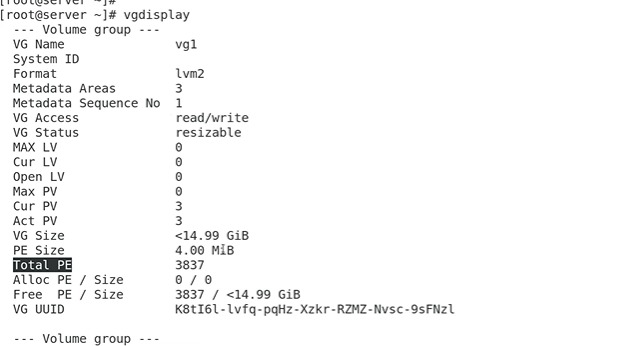 [root@server ~]#
[root@server ~]# vgdisplay
--- Volume group ---
VG Name vg1
System ID
Format lvm2
Metadata Areas 3
Metadata Sequence No 1
VG Access read/write
VG Status resizable
MAX LV 0
Cur LV 0
Open LV 0
Max PV 0
Cur PV 3
Act PV 3
VG Size <14.99 GiB
PE Size 4.00 MiB
Total PE 3837
Alloc PE / Size 0 / 0
Free PE / Size 3837 / <14.99 GiB
VG UUID K8tI6l-lvfq-pqHz-Xzkr-RZMZ-Nvsc-9sFNzl
--- Volume group ---